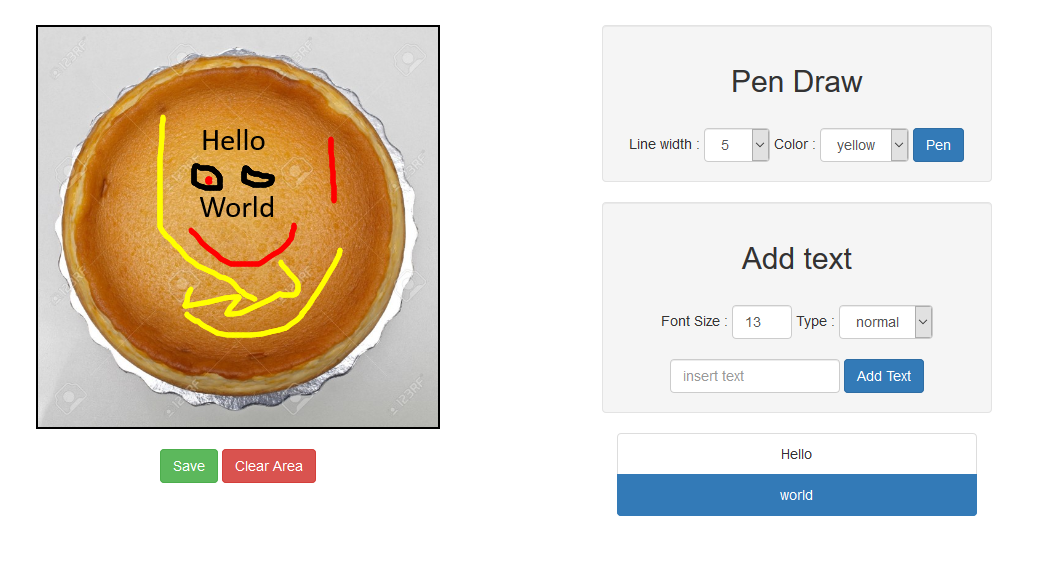 Hello
World
Save
Clear Area
Pen Draw
Line width : 5 Color : yellow Pen
Add text
Font Size : 13 Type : normal
insert text Add Text
Hello
world